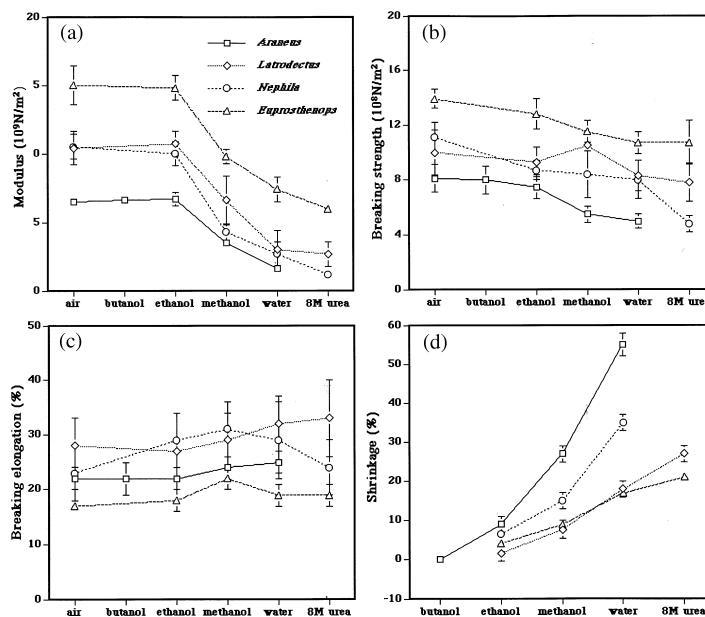 (a)
Araneus
Latrodectus
Nephila
Euprosthenops
Modulus (10⁹N/m²)
20
5
0
5
0
air butanol ethanol methanol water 8M urea
(b)
Breaking strength (10⁸N/m²)
20
16
12
8
4
0
air butanol ethanol methanol water 8M urea
(c)
Breaking elongation (%)
50
40
30
20
10
0
air butanol ethanol methanol water 8M urea
(d)
Shrinkage (%)
60
50
40
30
20
10
0
-10
butanol ethanol methanol water 8M urea